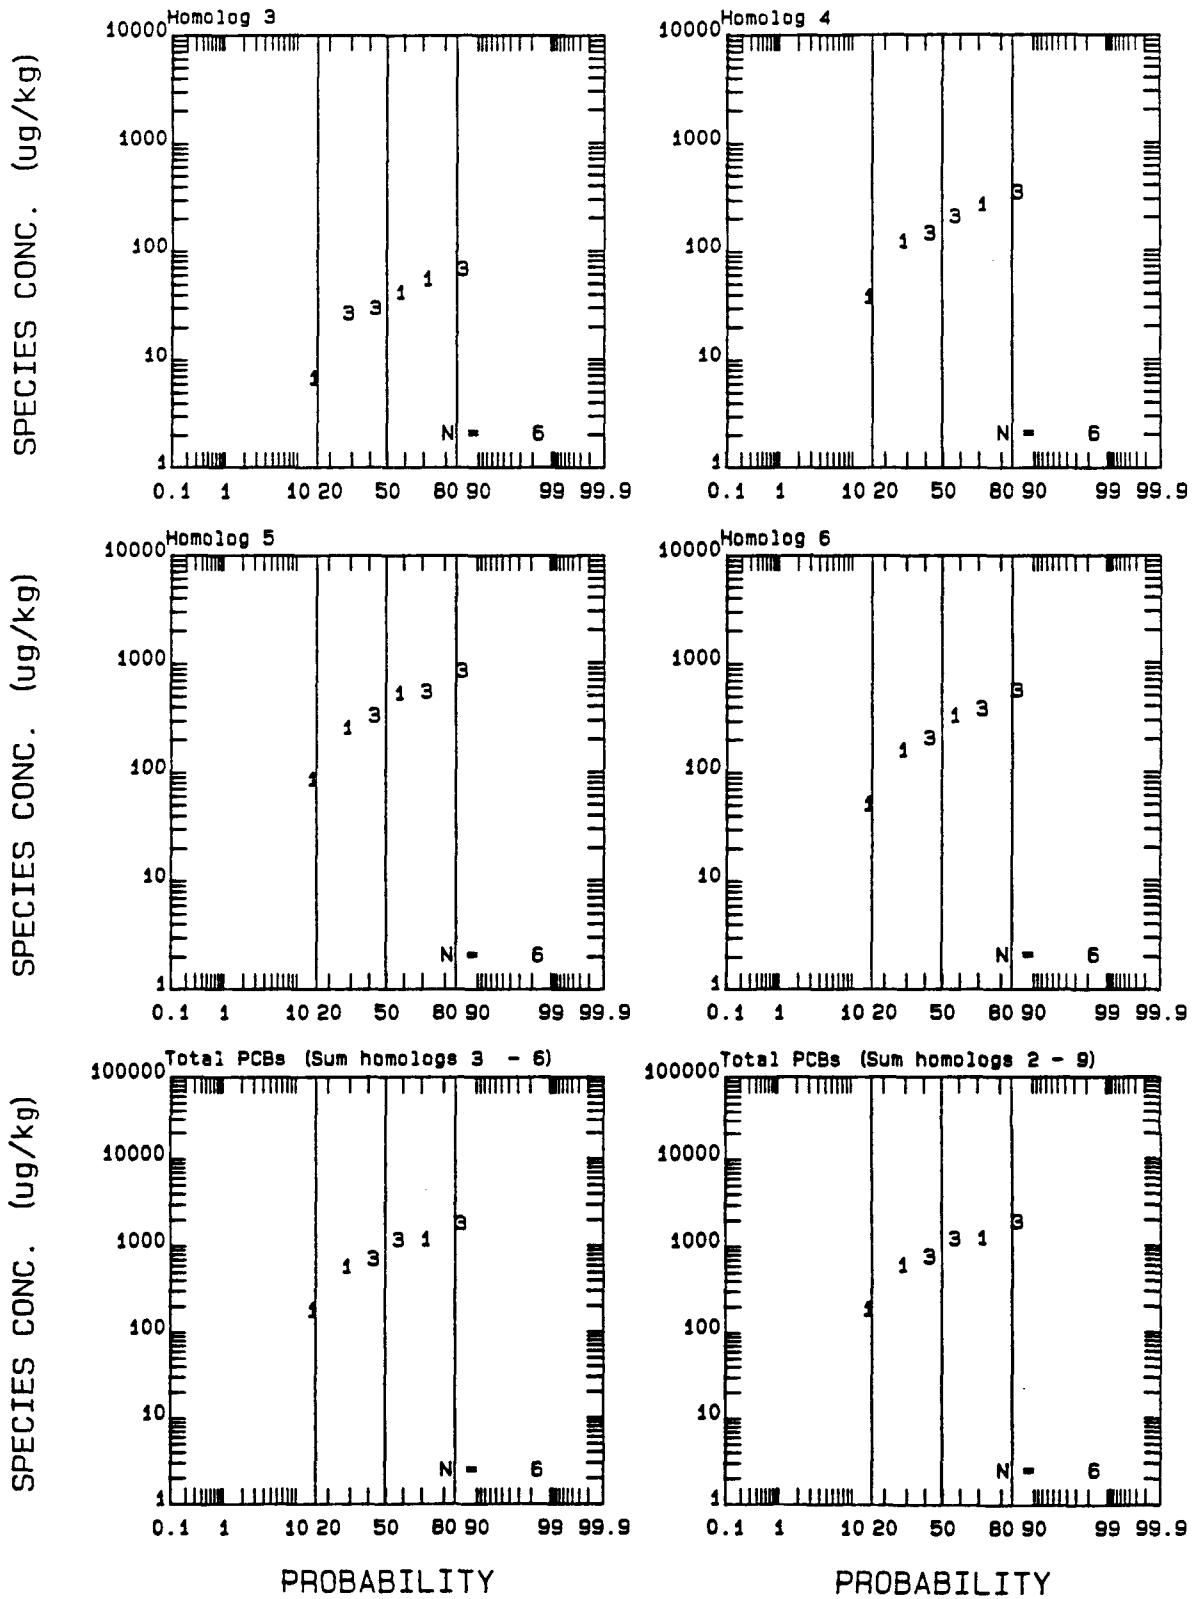 Homolog 3
Homolog 4
SPECIES CONC. (ug/kg)
10000
1000
100
10
1
1
3
3
1
1
3
N = 6
0.1 1 10 20 50 80 90 99 99.9
10000
1000
100
10
1
1
1
3
3
1
3
N = 6
0.1 1 10 20 50 80 90 99 99.9
Homolog 5
Homolog 6
SPECIES CONC. (ug/kg)
10000
1000
100
10
1
1
1
3
1
3
3
N = 6
0.1 1 10 20 50 80 90 99 99.9
10000
1000
100
10
1
1
1
3
1
3
3
N = 6
0.1 1 10 20 50 80 90 99 99.9
Total PCBs (Sum homologs 3 - 6)
Total PCBs (Sum homologs 2 - 9)
SPECIES CONC. (ug/kg)
100000
10000
1000
100
10
1
1
1
3
3
1
3
N = 6
0.1 1 10 20 50 80 90 99 99.9
100000
10000
1000
100
10
1
1
1
3
3
1
3
N = 6
0.1 1 10 20 50 80 90 99 99.9
PROBABILITY
PROBABILITY